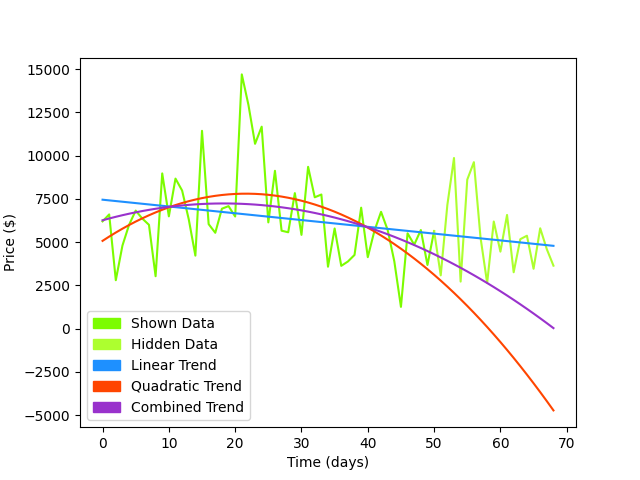 15000
12500
10000
7500
5000
2500
0
−2500
−5000
Price ($)
Shown Data
Hidden Data
Linear Trend
Quadratic Trend
Combined Trend
0 10 20 30 40 50 60 70
Time (days)